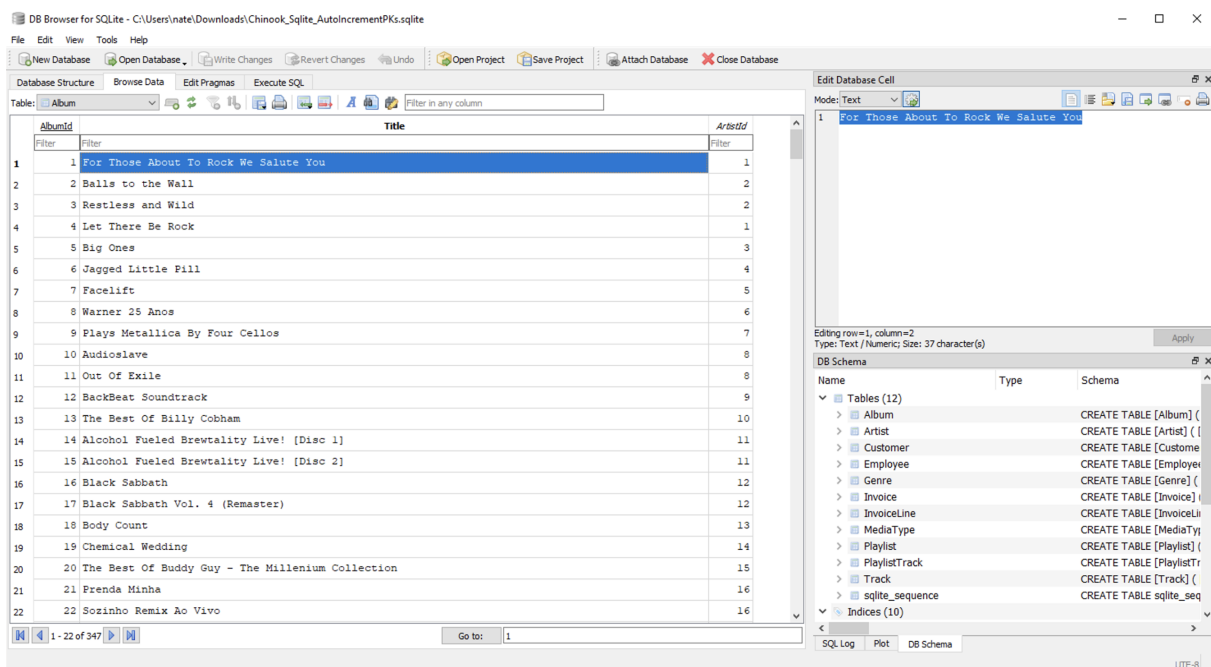 DB Browser for SQLite - C:\Users\nate\Downloads\Chinook_Sqlite_AutoIncrementPKs.sqlite
File Edit View Tools Help
New Database Open Database Write Changes Revert Changes Undo Open Project Save Project Attach Database Close Database
Database Structure Browse Data Edit Pragmas Execute SQL
Table: Album Filter in any column
AlbumId Title ArtistId
Filter Filter Filter
1 1 For Those About To Rock We Salute You 1
2 2 Balls to the Wall 2
3 3 Restless and Wild 2
4 4 Let There Be Rock 1
5 5 Big Ones 3
6 6 Jagged Little Pill 4
7 7 Facelift 5
8 8 Warner 25 Anos 6
9 9 Plays Metallica By Four Cellos 7
10 10 Audioslave 8
11 11 Out Of Exile 8
12 12 BackBeat Soundtrack 9
13 13 The Best Of Billy Cobham 10
14 14 Alcohol Fueled Brewtality Live! [Disc 1] 11
15 15 Alcohol Fueled Brewtality Live! [Disc 2] 11
16 16 Black Sabbath 12
17 17 Black Sabbath Vol. 4 (Remaster) 12
18 18 Body Count 13
19 19 Chemical Wedding 14
20 20 The Best Of Buddy Guy - The Millenium Collection 15
21 21 Prenda Minha 16
22 22 Sozinho Remix Ao Vivo 16
1 - 22 of 347 Go to: 1
Edit Database Cell
Mode: Text
1 For Those About To Rock We Salute You
Editing row=1, column=2
Type: Text / Numeric; Size: 37 character(s)
Apply
DB Schema
Name Type Schema
Tables (12)
Album CREATE TABLE [Album] (
Artist CREATE TABLE [Artist] ( [
Customer CREATE TABLE [Custome
Employee CREATE TABLE [Employee
Genre CREATE TABLE [Genre] (
Invoice CREATE TABLE [Invoice] (
InvoiceLine CREATE TABLE [InvoiceLi
MediaType CREATE TABLE [MediaTy
Playlist CREATE TABLE [Playlist] (
PlaylistTrack CREATE TABLE [PlaylistTr
Track CREATE TABLE [Track] (
sqlite_sequence CREATE TABLE sqlite_seq
Indices (10)
SQL Log Plot DB Schema
UTF-8